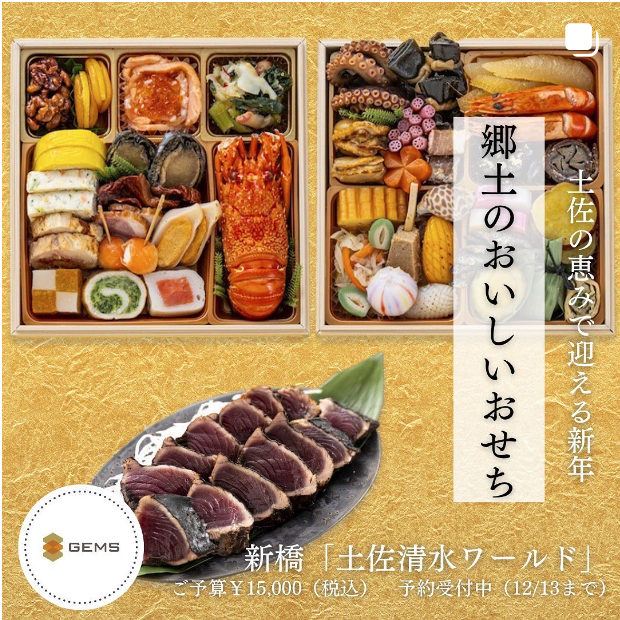 土佐の恵みで迎える新年
郷土のおいしいおせち
GEMS
新橋「土佐清水ワールド」
ご予算￥15,000（税込）　予約受付中（12/13まで）